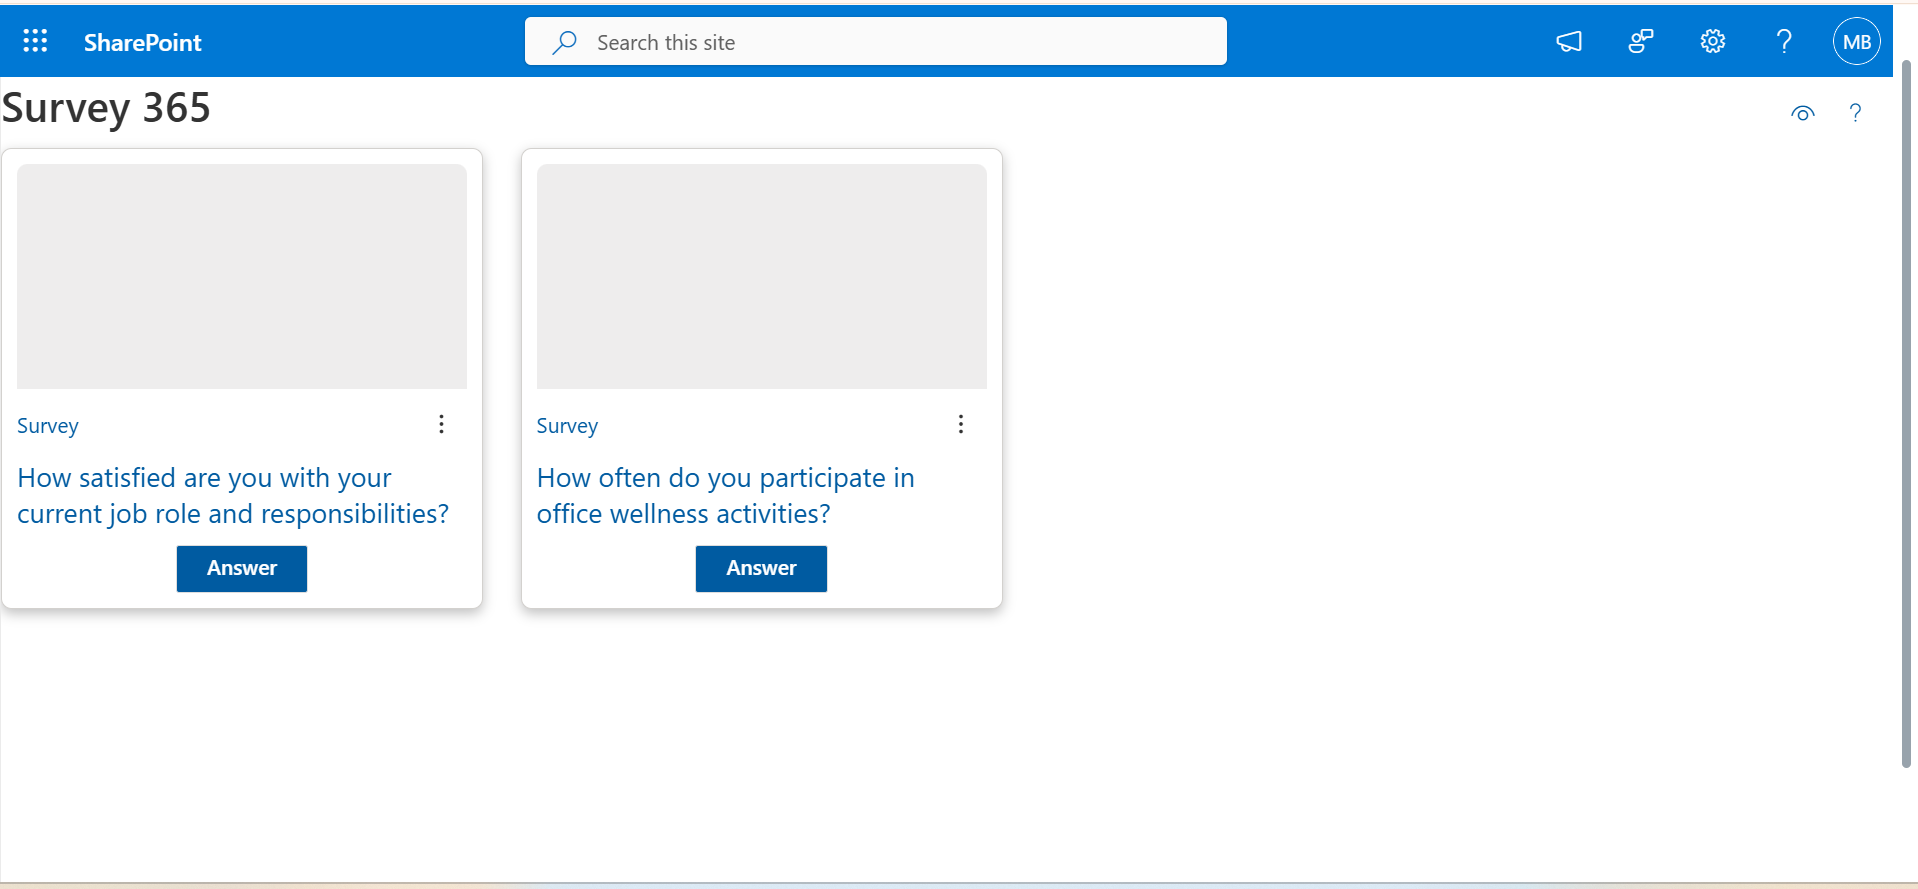 SharePoint
Search this site
?
MB
Survey 365
?
Survey
How satisfied are you with your
current job role and responsibilities?
Answer
Survey
How often do you participate in
office wellness activities?
Answer